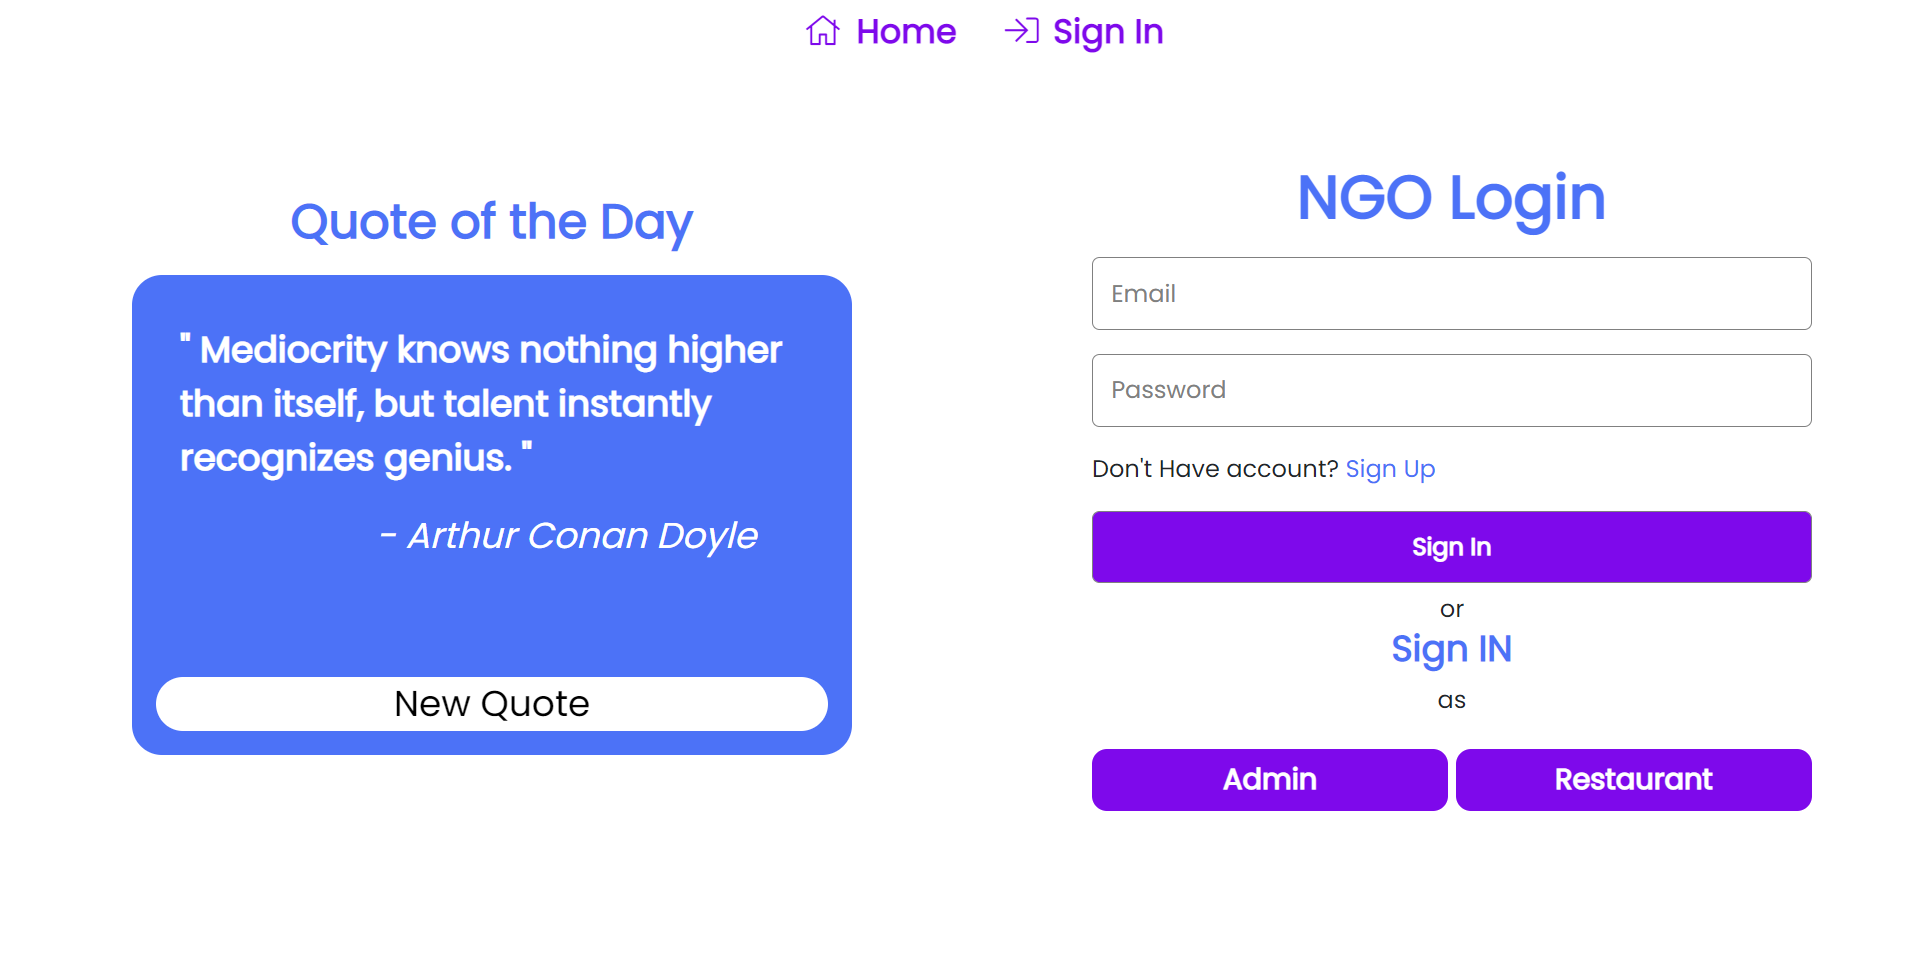 Home Sign In
Quote of the Day
" Mediocrity knows nothing higher
than itself, but talent instantly
recognizes genius. "
- Arthur Conan Doyle
New Quote
NGO Login
Email
Password
Don't Have account? Sign Up
Sign In
or
Sign IN
as
Admin Restaurant